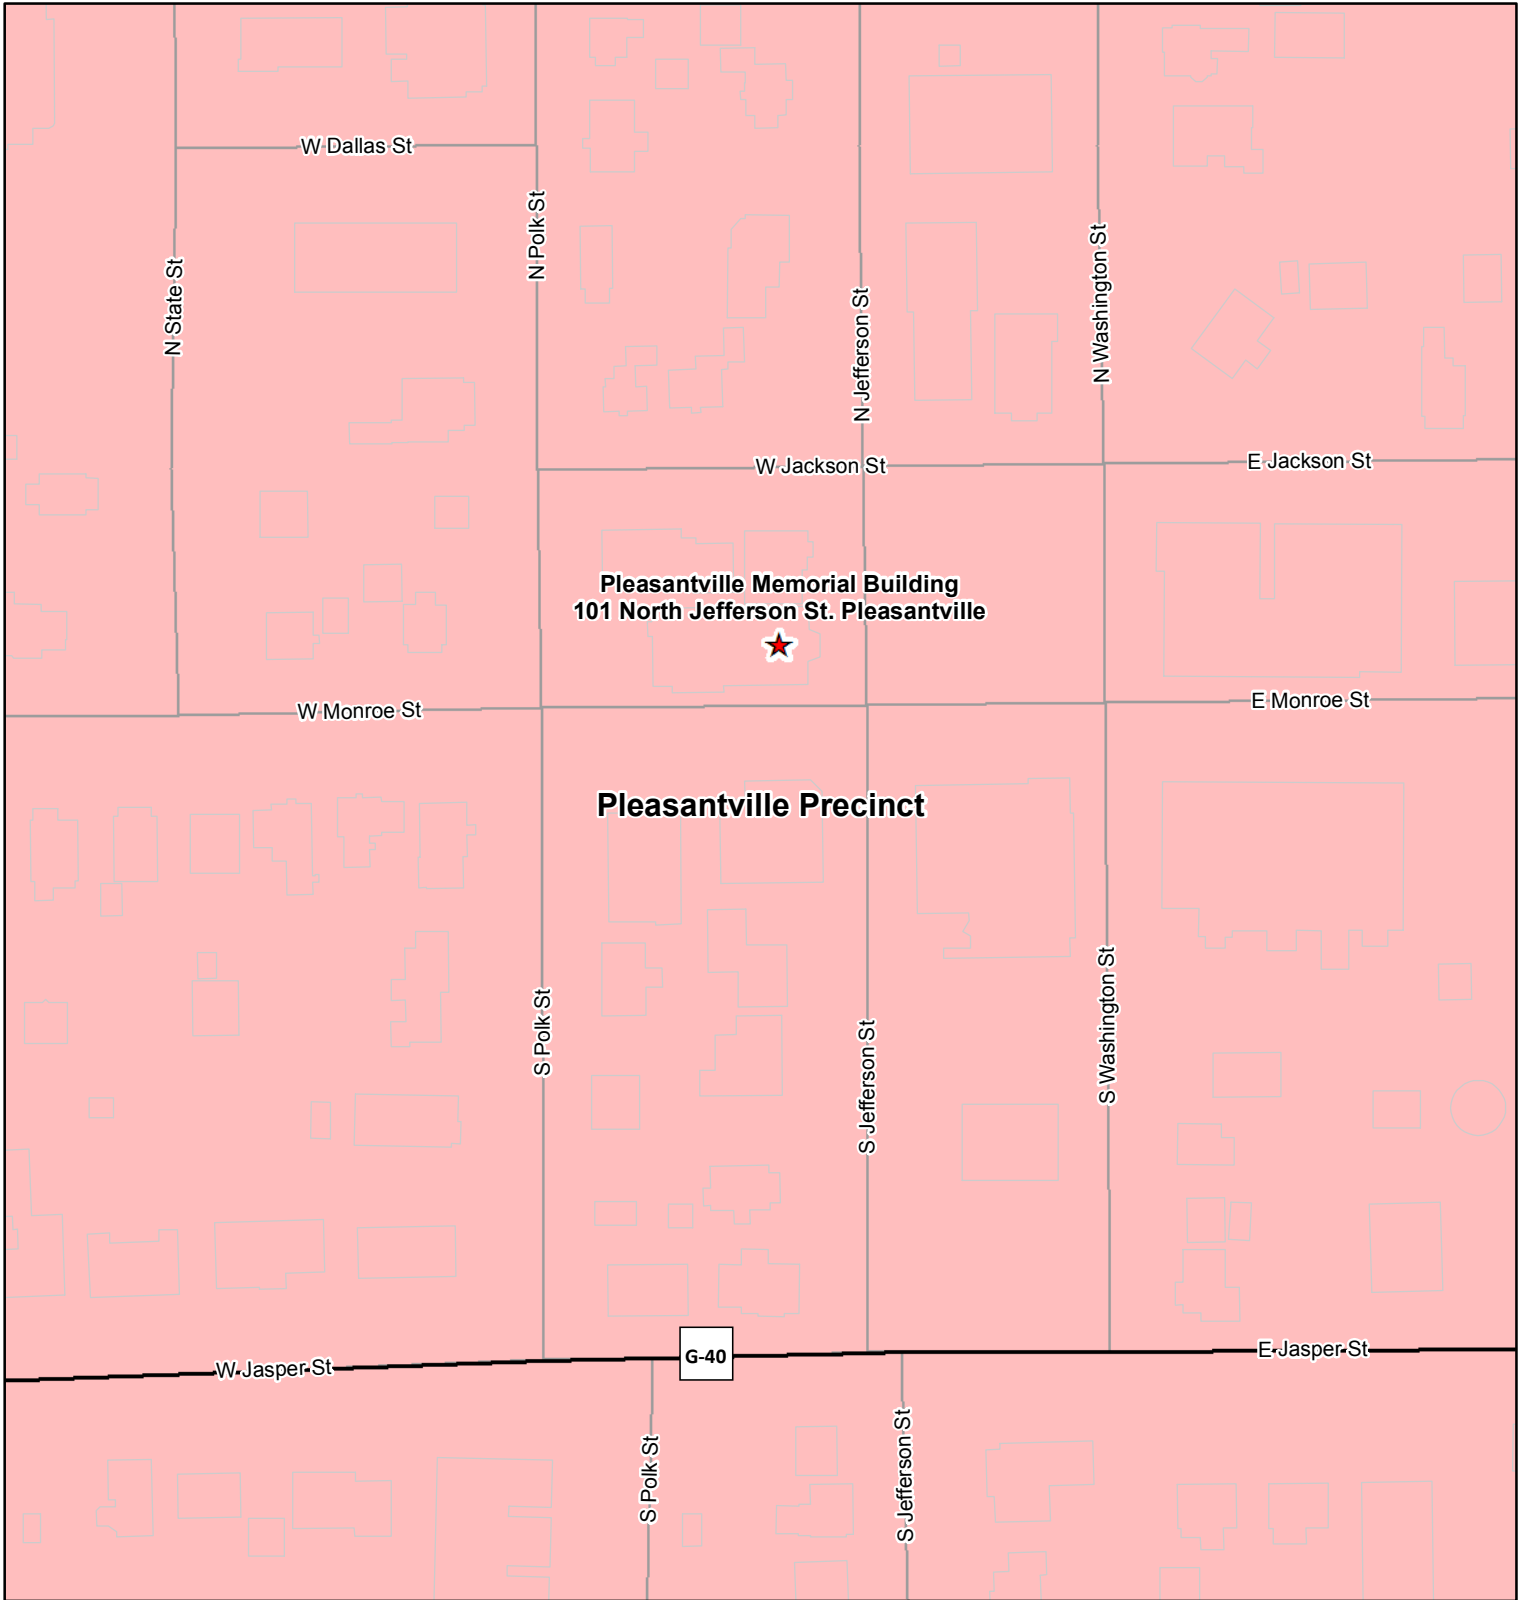 W Dallas St
N Polk St
N State St
N Washington St
N Jefferson St
W Jackson St
E Jackson St
Pleasantville Memorial Building
101 North Jefferson St. Pleasantville
W Monroe St
E Monroe St
Pleasantville Precinct
S Polk St
S Jefferson St
S Washington St
G-40
W Jasper St
E Jasper St
S Polk St
S Jefferson St